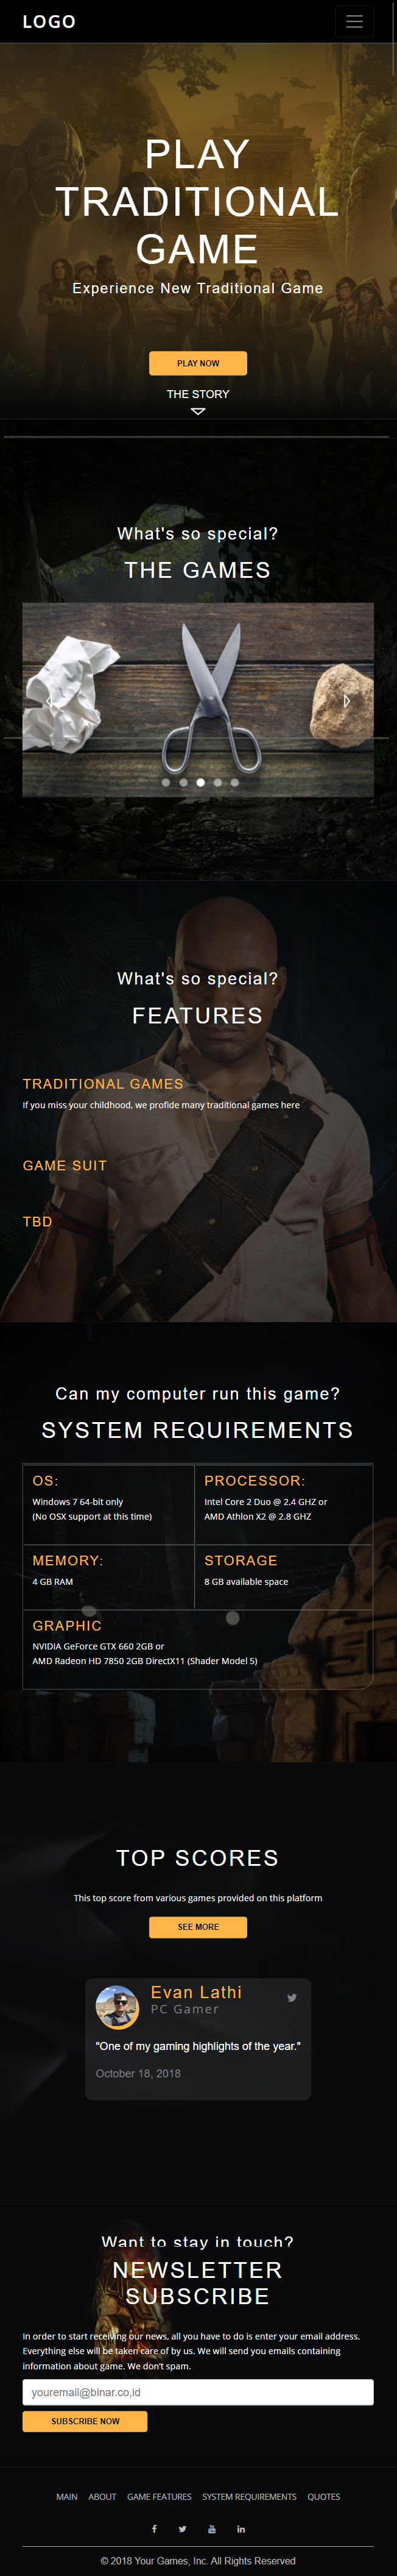 LOGO
PLAY
TRADITIONAL
GAME
Experience New Traditional Game
PLAY NOW
THE STORY
What's so special?
THE GAMES
What's so special?
FEATURES
TRADITIONAL GAMES
If you miss your childhood, we profide many traditional games here
GAME SUIT
TBD
Can my computer run this game?
SYSTEM REQUIREMENTS
OS:
Windows 7 64-bit only
(No OSX support at this time)
PROCESSOR:
Intel Core 2 Duo @ 2.4 GHZ or
AMD Athlon X2 @ 2.8 GHZ
MEMORY:
4 GB RAM
STORAGE
8 GB available space
GRAPHIC
NVIDIA GeForce GTX 660 2GB or
AMD Radeon HD 7850 2GB DirectX11 (Shader Model 5)
TOP SCORES
This top score from various games provided on this platform
SEE MORE
Evan Lathi
PC Gamer
"One of my gaming highlights of the year."
October 18, 2018
Want to stay in touch?
NEWSLETTER
SUBSCRIBE
In order to start receiving our news, all you have to do is enter your email address.
Everything else will be taken care of by us. We will send you emails containing
information about game. We don't spam.
youremail@binar.co,id
SUBSCRIBE NOW
MAIN ABOUT GAME FEATURES SYSTEM REQUIREMENTS QUOTES
© 2018 Your Games, Inc. All Rights Reserved